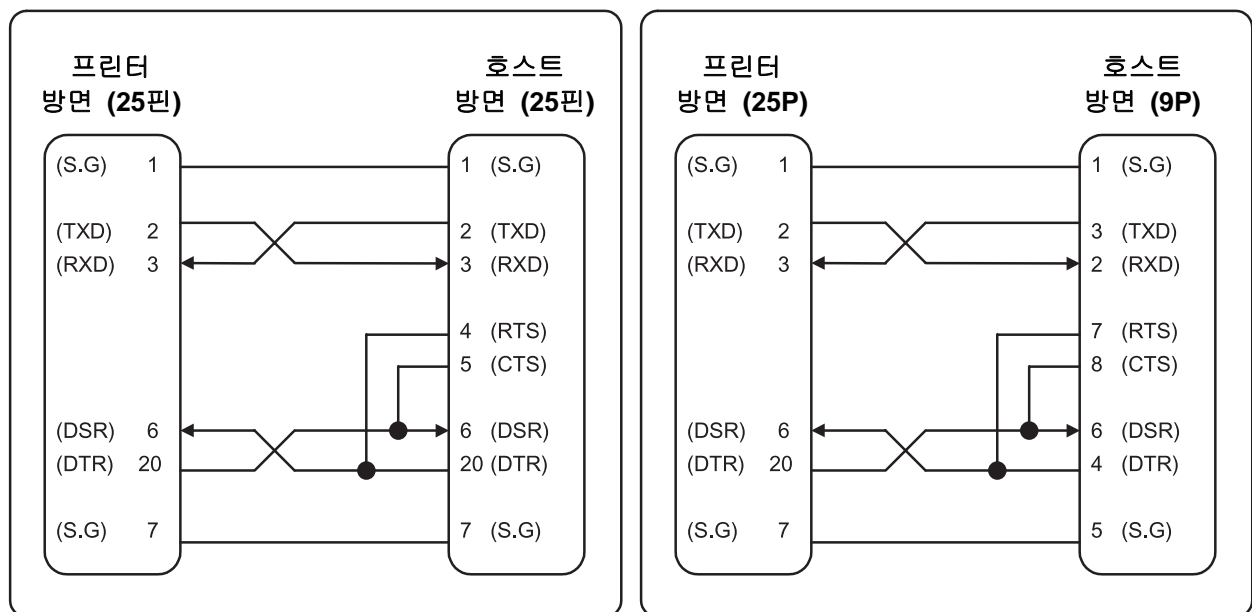 프린터
방면 (25핀)
호스트
방면 (25핀)
(S.G) 1
1 (S.G)
(TXD) 2
2 (TXD)
(RXD) 3
3 (RXD)
4 (RTS)
5 (CTS)
(DSR) 6
6 (DSR)
(DTR) 20
20 (DTR)
(S.G) 7
7 (S.G)
프린터
방면 (25P)
호스트
방면 (9P)
(S.G) 1
1 (S.G)
(TXD) 2
3 (TXD)
(RXD) 3
2 (RXD)
7 (RTS)
8 (CTS)
(DSR) 6
6 (DSR)
(DTR) 20
4 (DTR)
(S.G) 7
5 (S.G)